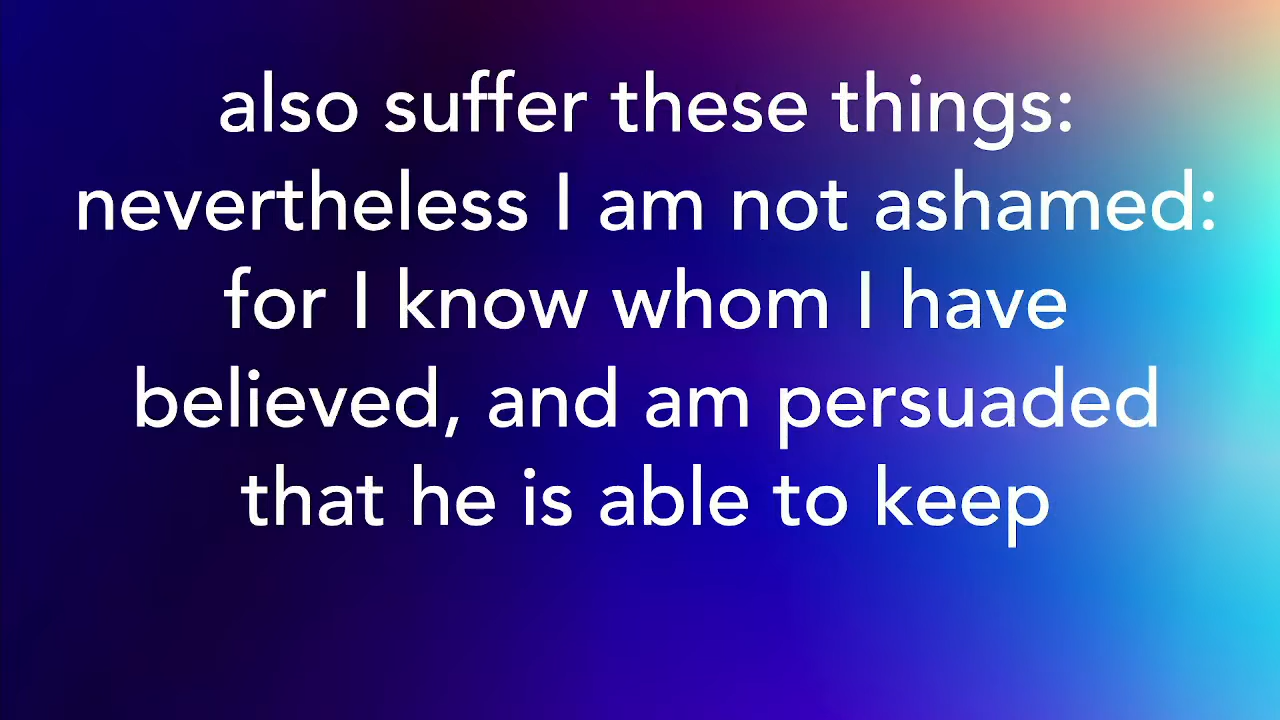 also suffer these things:
nevertheless I am not ashamed:
for I know whom I have
believed, and am persuaded
that he is able to keep